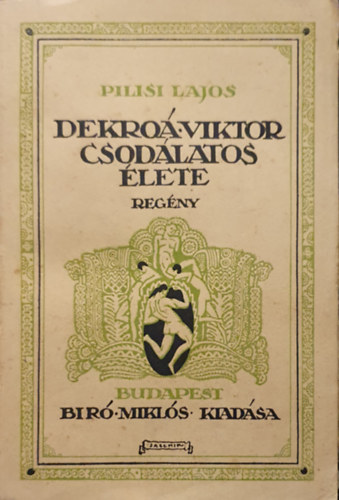 PILISI LAJOS
DEKROÁ·VIKTOR
CSODÁLATOS
ÉLETE
REGÉNY
BUDAPEST
BIRÓ·MIKLÓS·KIADÁSA